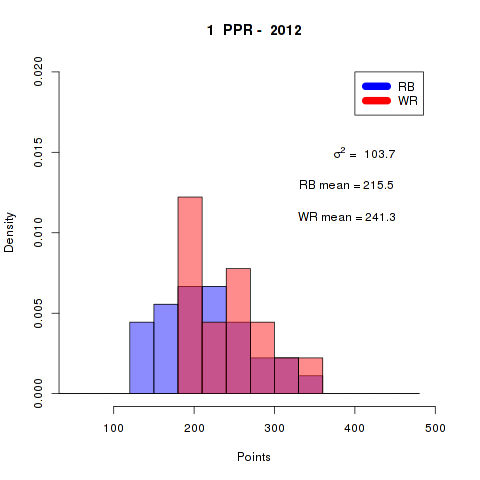 1  PPR -  2012
RB
WR
σ² =  103.7
RB mean = 215.5
WR mean = 241.3
Density
0.020
0.015
0.010
0.005
0.000
100 200 300 400 500
Points